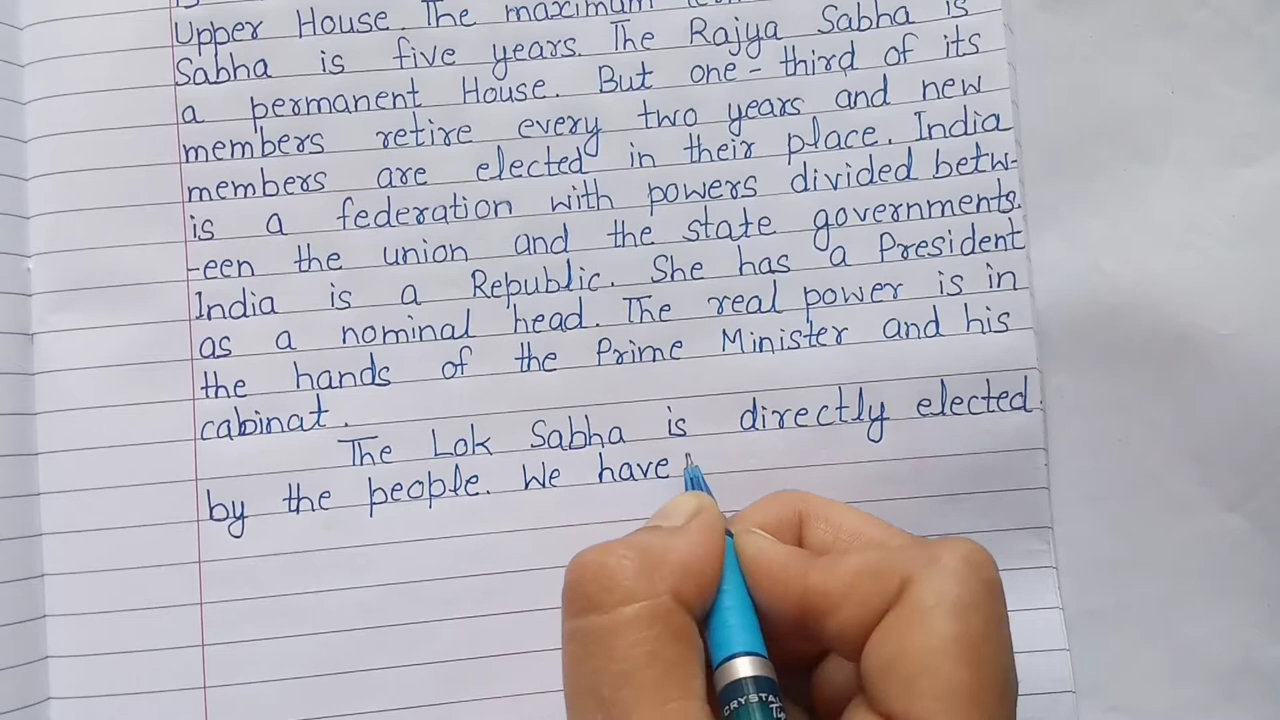 Upper House. The maximum
Sabha is five years. The Rajya Sabha is
a permanent House. But one-third of its
members retire every two years and new
members are elected in their place. India
is a federation with powers divided betw-
-een the union and the state governments.
India is a Republic. She has a President
as a nominal head. The real power is in
the hands of the Prime Minister and his
cabinat.
The Lok Sabha is directly elected
by the people. We have
CRYSTAL